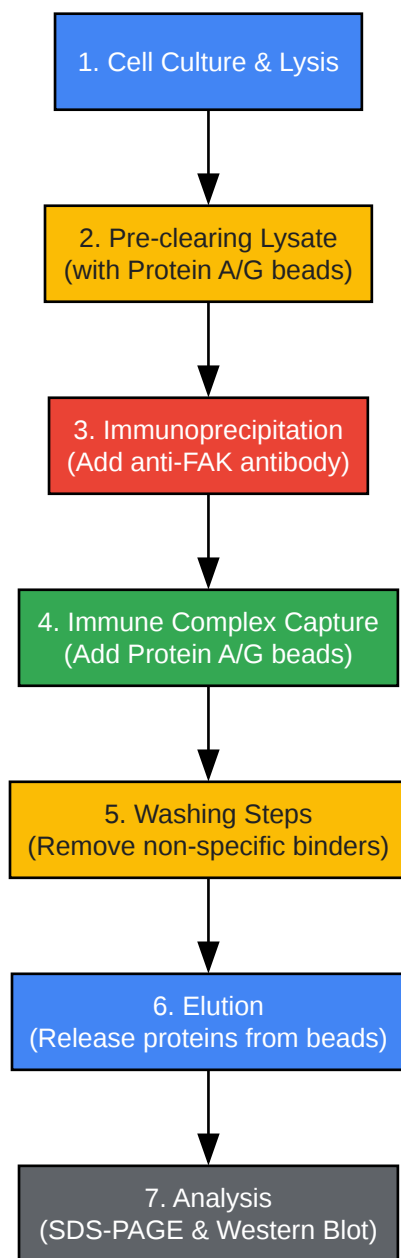 1. Cell Culture & Lysis
2. Pre-clearing Lysate
(with Protein A/G beads)
3. Immunoprecipitation
(Add anti-FAK antibody)
4. Immune Complex Capture
(Add Protein A/G beads)
5. Washing Steps
(Remove non-specific binders)
6. Elution
(Release proteins from beads)
7. Analysis
(SDS-PAGE & Western Blot)